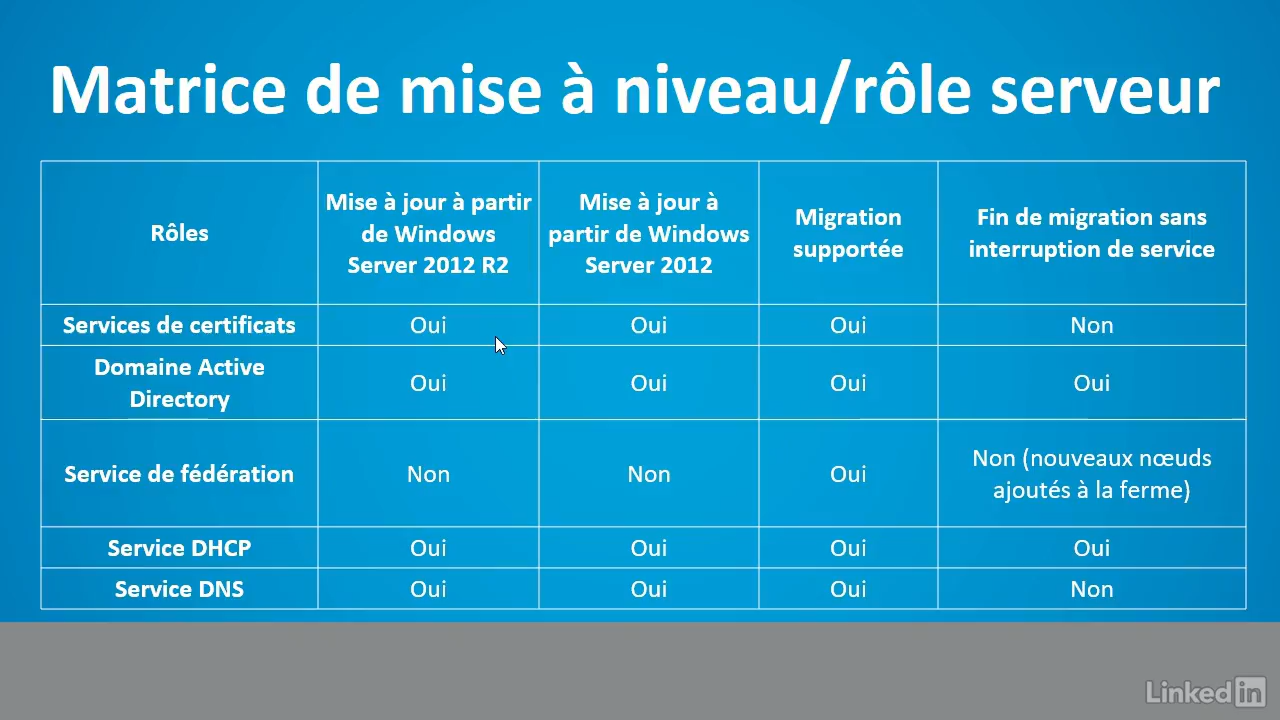 Matrice de mise à niveau/rôle serveur
Rôles
Mise à jour à partir
de Windows
Server 2012 R2
Mise à jour à
partir de Windows
Server 2012
Migration
supportée
Fin de migration sans
interruption de service
Services de certificats
Oui
Oui
Oui
Non
Domaine Active
Directory
Oui
Oui
Oui
Oui
Service de fédération
Non
Non
Oui
Non (nouveaux nœuds
ajoutés à la ferme)
Service DHCP
Oui
Oui
Oui
Oui
Service DNS
Oui
Oui
Oui
Non
Linked in